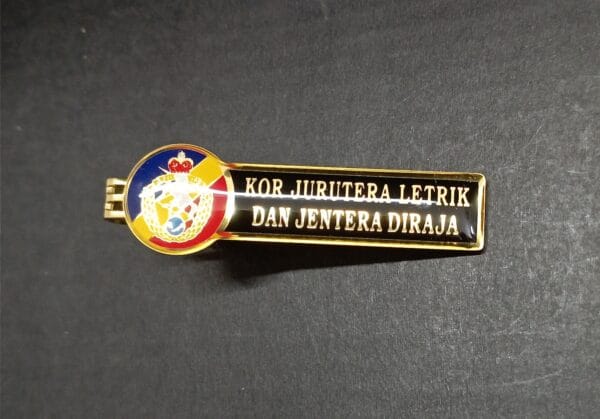 KOR JURUTERA LETRIK
DAN JENTERA DIRAJA